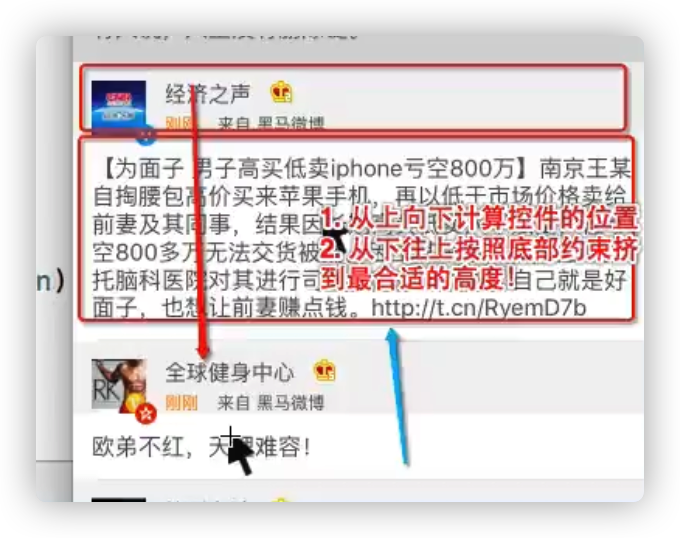 经济之声
刚刚 来自 黑马微博
【为面子 男子高买低卖iphone亏空800万】南京王某
自掏腰包高价买来苹果手机，再以低于市场价格卖给
前妻及其同事，结果因
1. 从上向下计算控件的位置
空800多万无法交货被
2. 从下往上按照底部约束挤
托脑科医院对其进行司
到最合适的高度！
自己就是好
面子，也想让前妻赚点钱。http://t.cn/RyemD7b
n)
全球健身中心
RK
刚刚 来自 黑马微博
欧弟不红，天理难容！